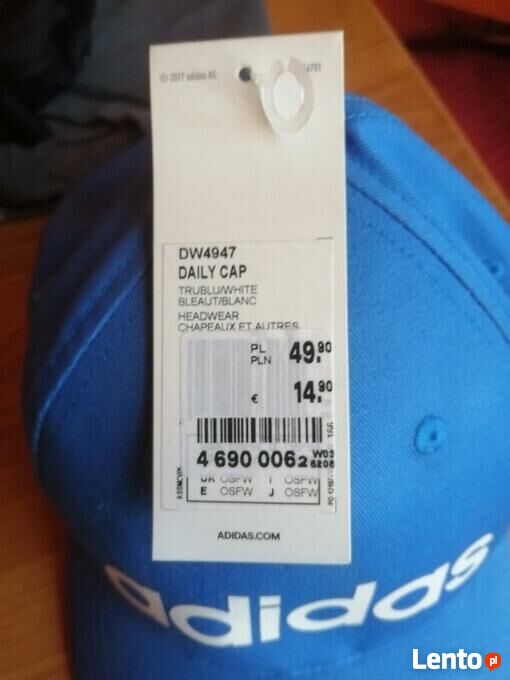 © 2017 adidas AG
DW4947
DAILY CAP
TRUBLU/WHITE
BLEAUT/BLANC
HEADWEAR
CHAPEAUX ET AUTRES
PL PLN 49.90
€ 14.90
4 690 0062
UK OSFW I OSFW
E OSFW J OSFW
ADIDAS.COM
adidas
Lento.pl